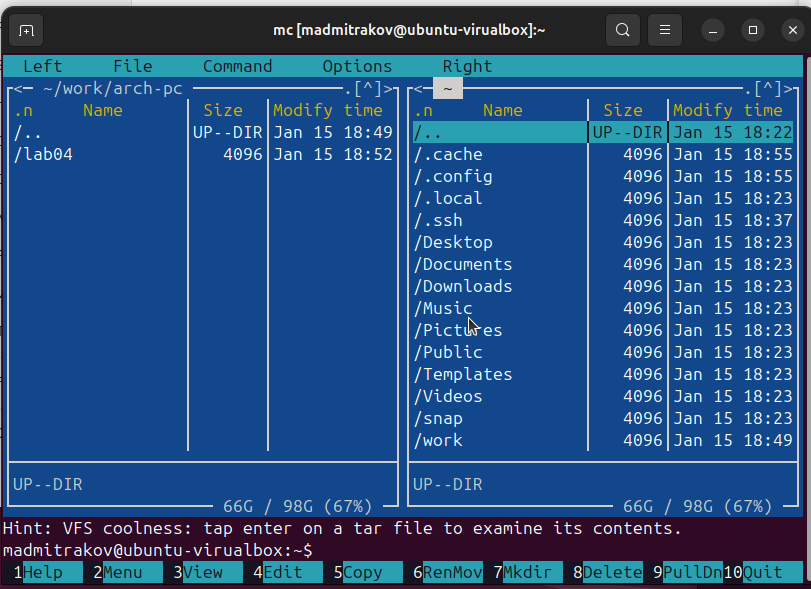 mc [madmitrakov@ubuntu-virualbox]:~
Left File Command Options Right
<─ ~/work/arch-pc .[^]> <─ ~ .[^]>
.n Name Size Modify time .n Name Size Modify time
/.. UP--DIR Jan 15 18:49 /.. UP--DIR Jan 15 18:22
/lab04 4096 Jan 15 18:52 /.cache 4096 Jan 15 18:55
/.config 4096 Jan 15 18:55
/.local 4096 Jan 15 18:23
/.ssh 4096 Jan 15 18:37
/Desktop 4096 Jan 15 18:23
/Documents 4096 Jan 15 18:23
/Downloads 4096 Jan 15 18:23
/Music 4096 Jan 15 18:23
/Pictures 4096 Jan 15 18:23
/Public 4096 Jan 15 18:23
/Templates 4096 Jan 15 18:23
/Videos 4096 Jan 15 18:23
/snap 4096 Jan 15 18:23
/work 4096 Jan 15 18:49
UP--DIR UP--DIR
66G / 98G (67%) 66G / 98G (67%)
Hint: VFS coolness: tap enter on a tar file to examine its contents.
madmitrakov@ubuntu-virualbox:~$
1Help 2Menu 3View 4Edit 5Copy 6RenMov 7Mkdir 8Delete 9PullDn 10Quit